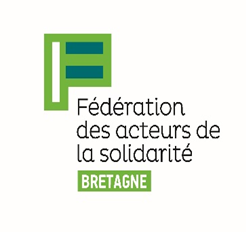 Fédération
des acteurs de
la solidarité
BRETAGNE